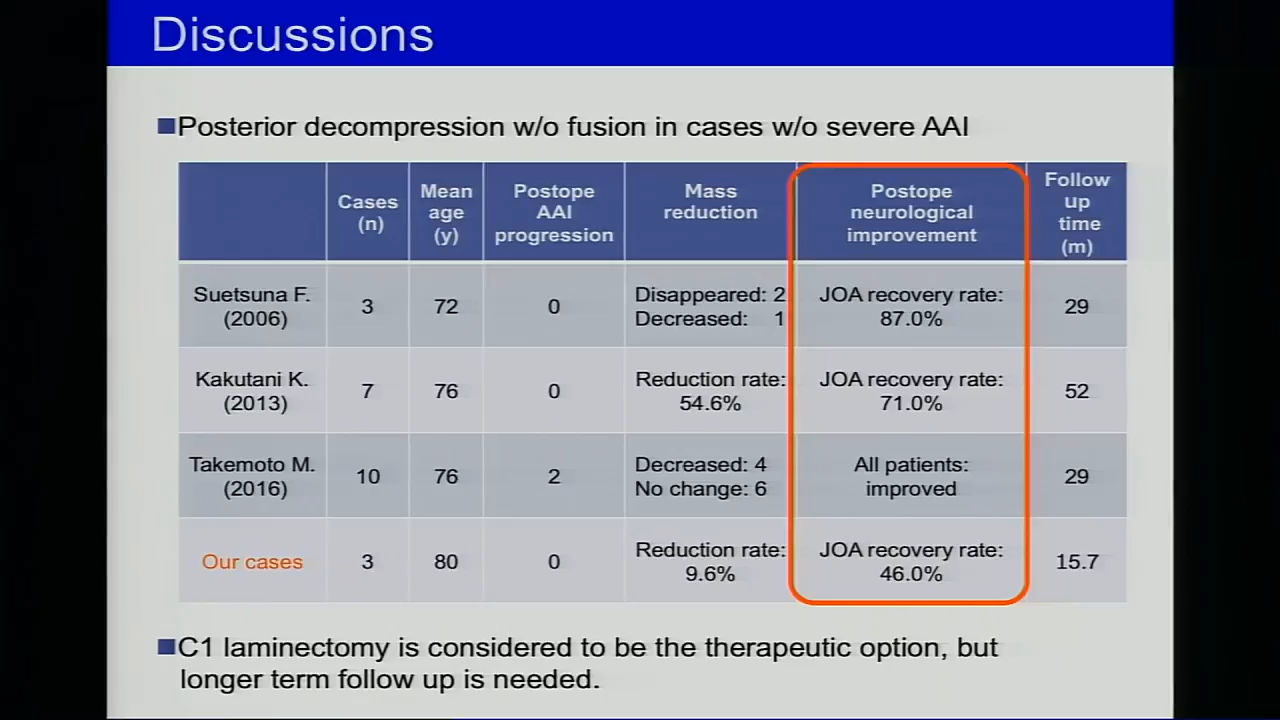 Discussions
■Posterior decompression w/o fusion in cases w/o severe AAI
Cases (n)
Mean age (y)
Postope AAI progression
Mass reduction
Postope neurological improvement
Follow up time (m)
Suetsuna F. (2006)
3
72
0
Disappeared: 2
Decreased: 1
JOA recovery rate: 87.0%
29
Kakutani K. (2013)
7
76
0
Reduction rate: 54.6%
JOA recovery rate: 71.0%
52
Takemoto M. (2016)
10
76
2
Decreased: 4
No change: 6
All patients: improved
29
Our cases
3
80
0
Reduction rate: 9.6%
JOA recovery rate: 46.0%
15.7
■C1 laminectomy is considered to be the therapeutic option, but
longer term follow up is needed.